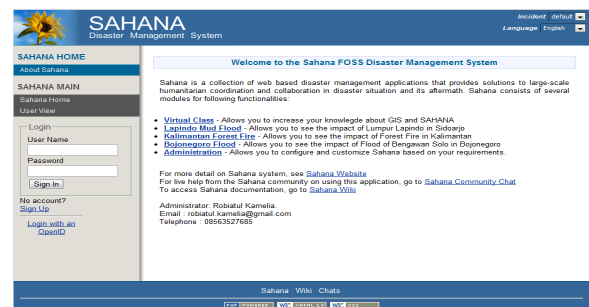 SAHANA
Disaster Management System
Incident default
Language English
SAHANA HOME
About Sahana
SAHANA MAIN
Sahana Home
User View
Login
User Name
Password
Sign In
No account?
Sign Up
Login with an
OpenID
Welcome to the Sahana FOSS Disaster Management System
Sahana is a collection of web based disaster management applications that provides solutions to large-scale
humanitarian coordination and collaboration in disaster situation and its aftermath. Sahana consists of several
modules for following functionalities:
• Virtual Class - Allows you to increase your knowlegde about GIS and SAHANA
• Lapindo Mud Flood - Allows you to see the impact of Lumpur Lapindo in Sidoarjo
• Kalimantan Forest Fire - Allows you to see the impact of Forest Fire in Kalimantan
• Bojonegoro Flood - Allows you to see the impact of Flood of Bengawan Solo in Bojonegoro
• Administration - Allows you to configure and customize Sahana based on your requirements.
For more detail on Sahana system, see Sahana Website
For live help from the Sahana community on using this application, go to Sahana Community Chat
To access Sahana documentation, go to Sahana Wiki
Administrator: Robiatul Kamelia.
Email : robiatul.kamelia@gmail.com
Telephone : 08563527685
Sahana Wiki Chats
PHP POWERED W3C XHTML 1.0 W3C CSS